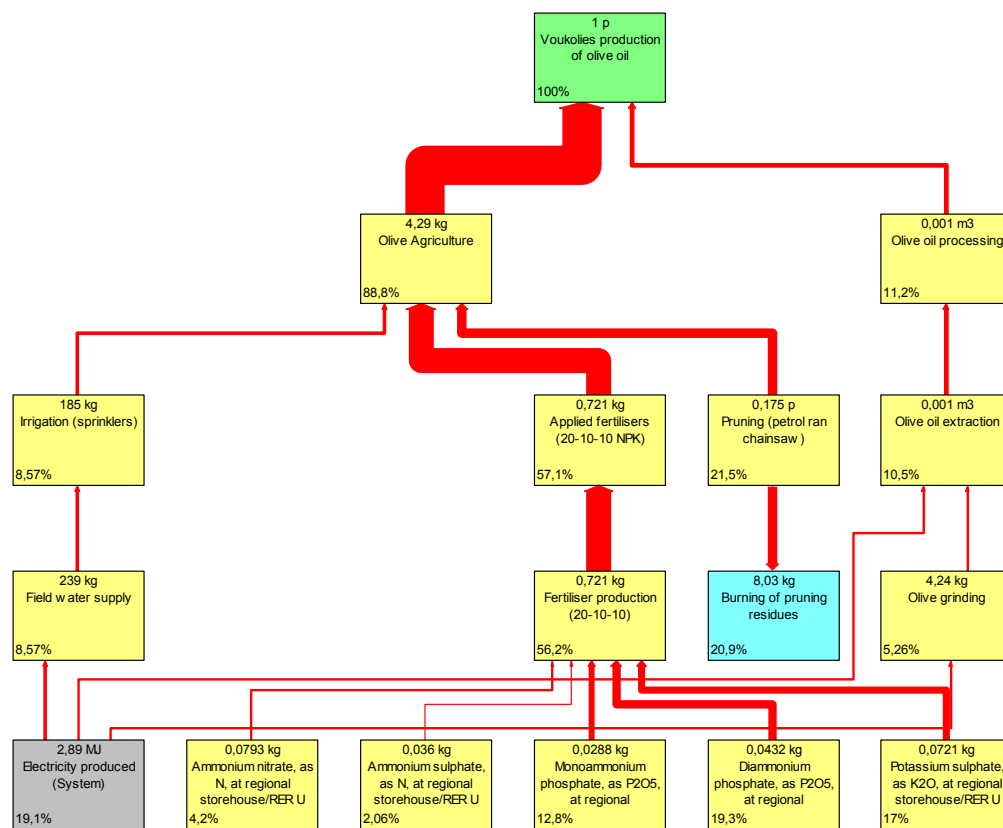 1 p
Voukolies production
of olive oil
100%
4,29 kg
Olive Agriculture
88,8%
0,001 m3
Olive oil processing
11,2%
185 kg
Irrigation (sprinklers)
8,57%
0,721 kg
Applied fertilisers
(20-10-10 NPK)
57,1%
0,175 p
Pruning (petrol ran
chainsaw)
21,5%
0,001 m3
Olive oil extraction
10,5%
239 kg
Field water supply
8,57%
0,721 kg
Fertiliser production
(20-10-10)
56,2%
8,03 kg
Burning of pruning
residues
20,9%
4,24 kg
Olive grinding
5,26%
2,89 MJ
Electricity produced
(System)
19,1%
0,0793 kg
Ammonium nitrate, as
N, at regional
storehouse/RER U
4,2%
0,036 kg
Ammonium sulphate,
as N, at regional
storehouse/RER U
2,06%
0,0288 kg
Monoammonium
phosphate, as P2O5,
at regional
12,8%
0,0432 kg
Diammonium
phosphate, as P2O5,
at regional
19,3%
0,0721 kg
Potassium sulphate,
as K2O, at regional
storehouse/RER U
17%